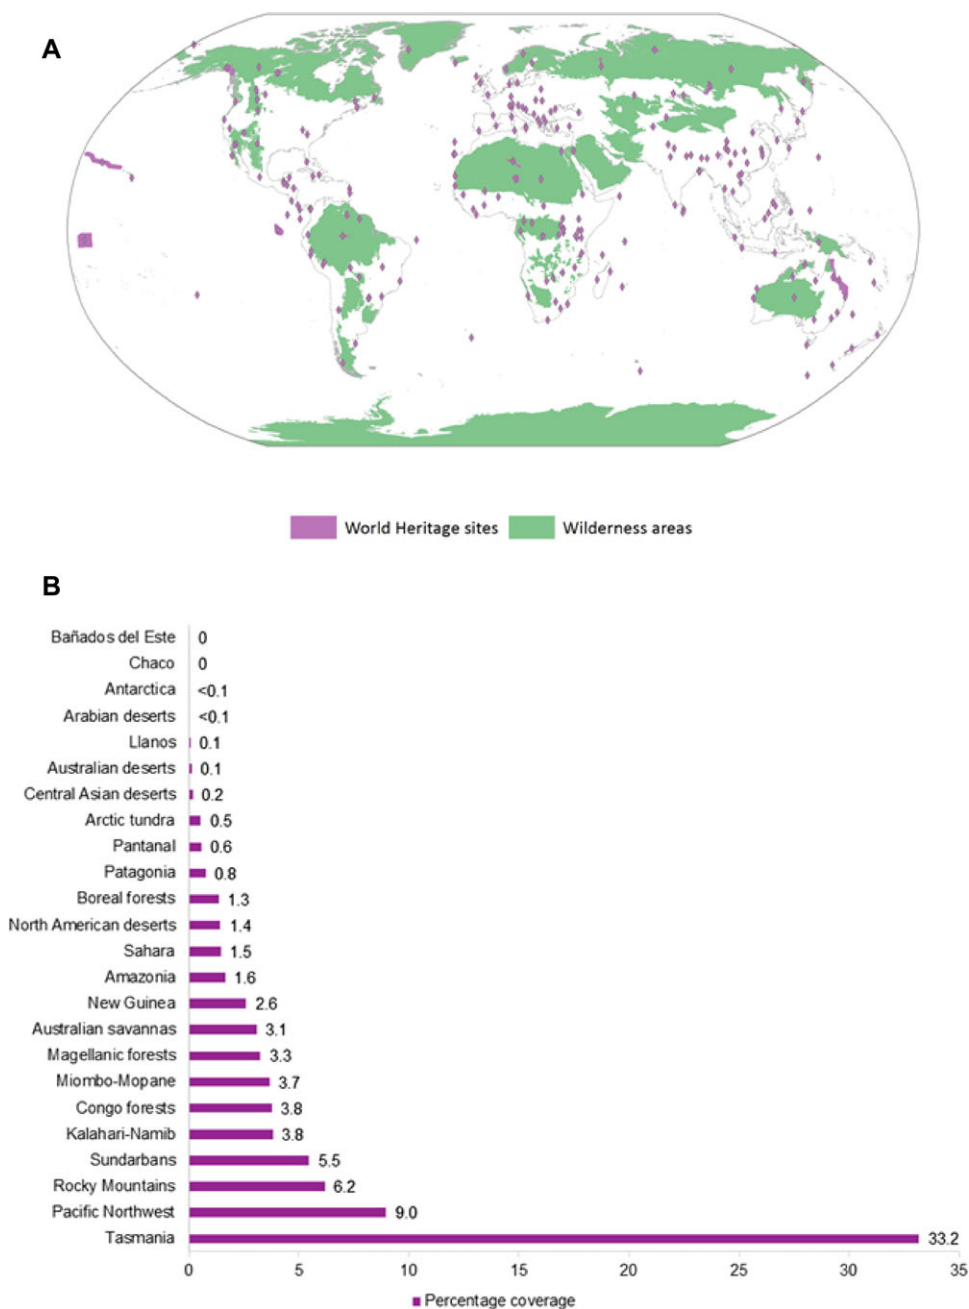 A
World Heritage sites Wilderness areas
B
Bañados del Este 0
Chaco 0
Antarctica <0.1
Arabian deserts <0.1
Llanos 0.1
Australian deserts 0.1
Central Asian deserts 0.2
Arctic tundra 0.5
Pantanal 0.6
Patagonia 0.8
Boreal forests 1.3
North American deserts 1.4
Sahara 1.5
Amazonia 1.6
New Guinea 2.6
Australian savannas 3.1
Magellanic forests 3.3
Miombo-Mopane 3.7
Congo forests 3.8
Kalahari-Namib 3.8
Sundarbans 5.5
Rocky Mountains 6.2
Pacific Northwest 9.0
Tasmania 33.2
0 5 10 15 20 25 30 35
Percentage coverage